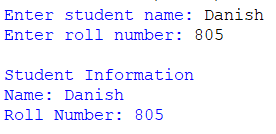 Enter student name: Danish
Enter roll number: 805
Student Information
Name: Danish
Roll Number: 805